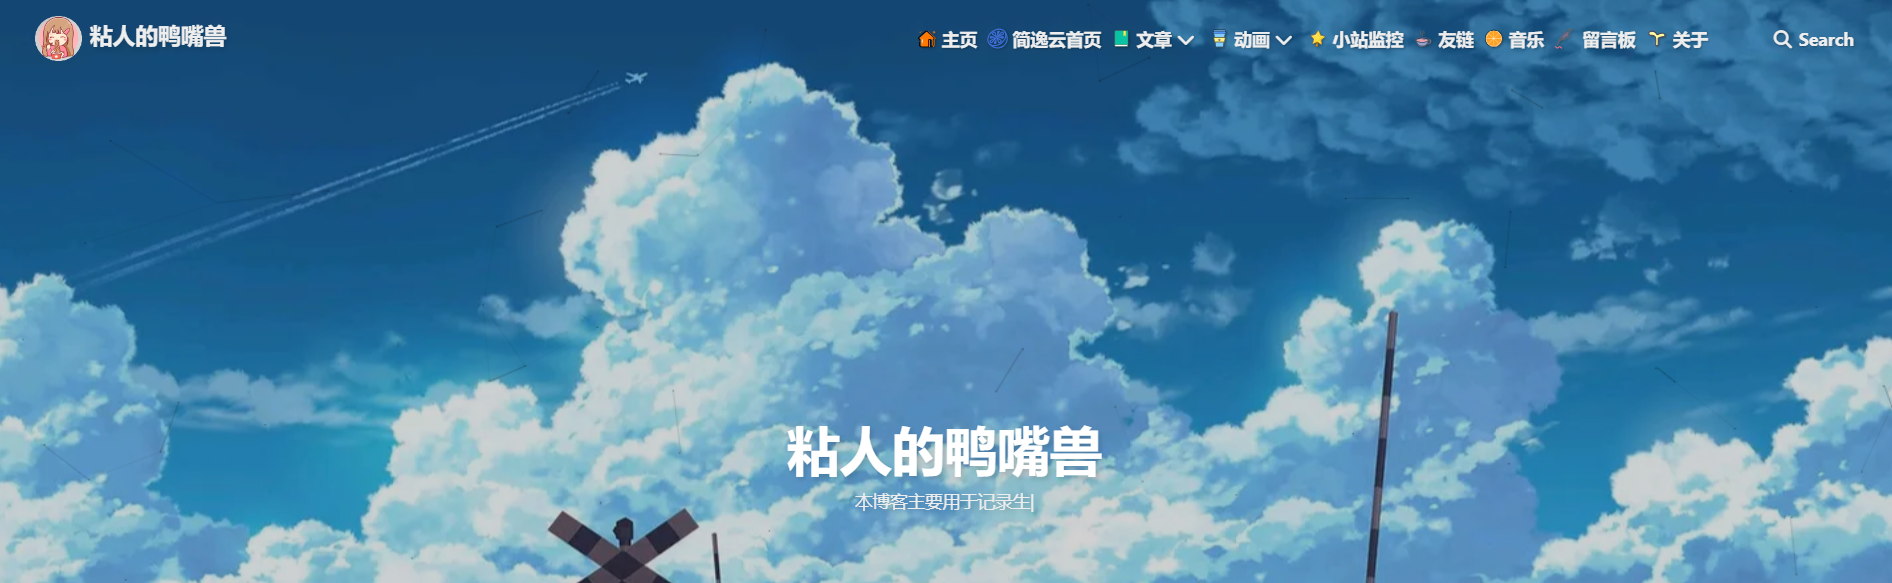 粘人的鸭嘴兽 主页 简逸云首页 文章 动画 小站监控 友链 音乐 留言板 关于 Search
粘人的鸭嘴兽
本博客主要用于记录生|